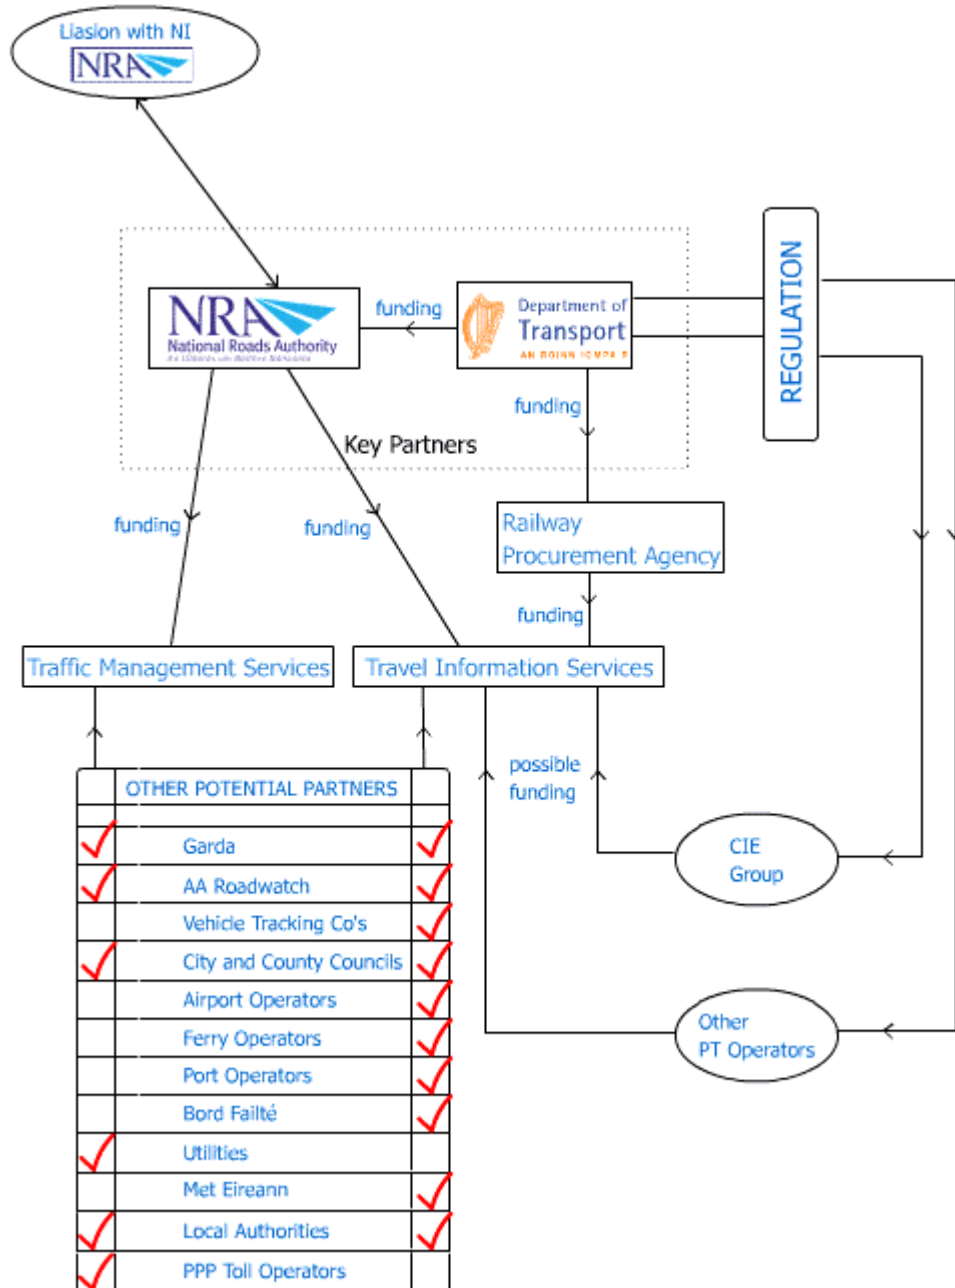 Liasion with NI
NRA
NRA
National Roads Authority
funding
Department of
Transport
REGULATION
funding
Key Partners
funding
funding
Railway
Procurement Agency
funding
Traffic Management Services
Travel Information Services
possible
funding
OTHER POTENTIAL PARTNERS
Garda
AA Roadwatch
Vehicle Tracking Co's
City and County Councils
Airport Operators
Ferry Operators
Port Operators
Bord Failté
Utilities
Met Eireann
Local Authorities
PPP Toll Operators
CIE
Group
Other
PT Operators